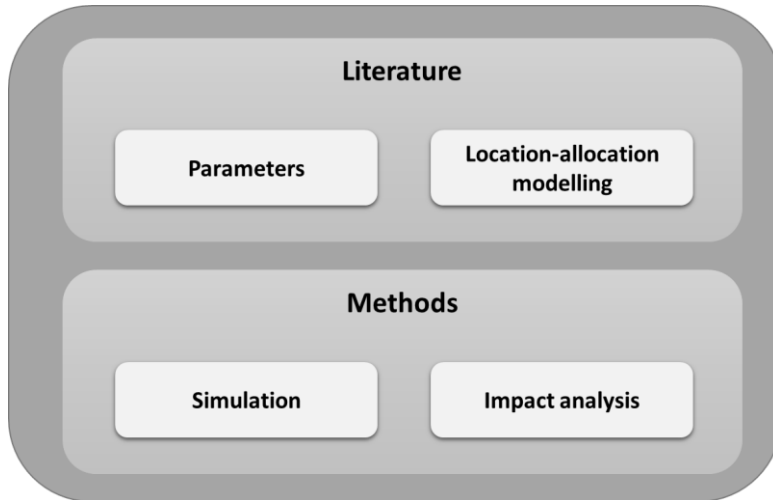 Literature
Parameters
Location-allocation
modelling
Methods
Simulation
Impact analysis